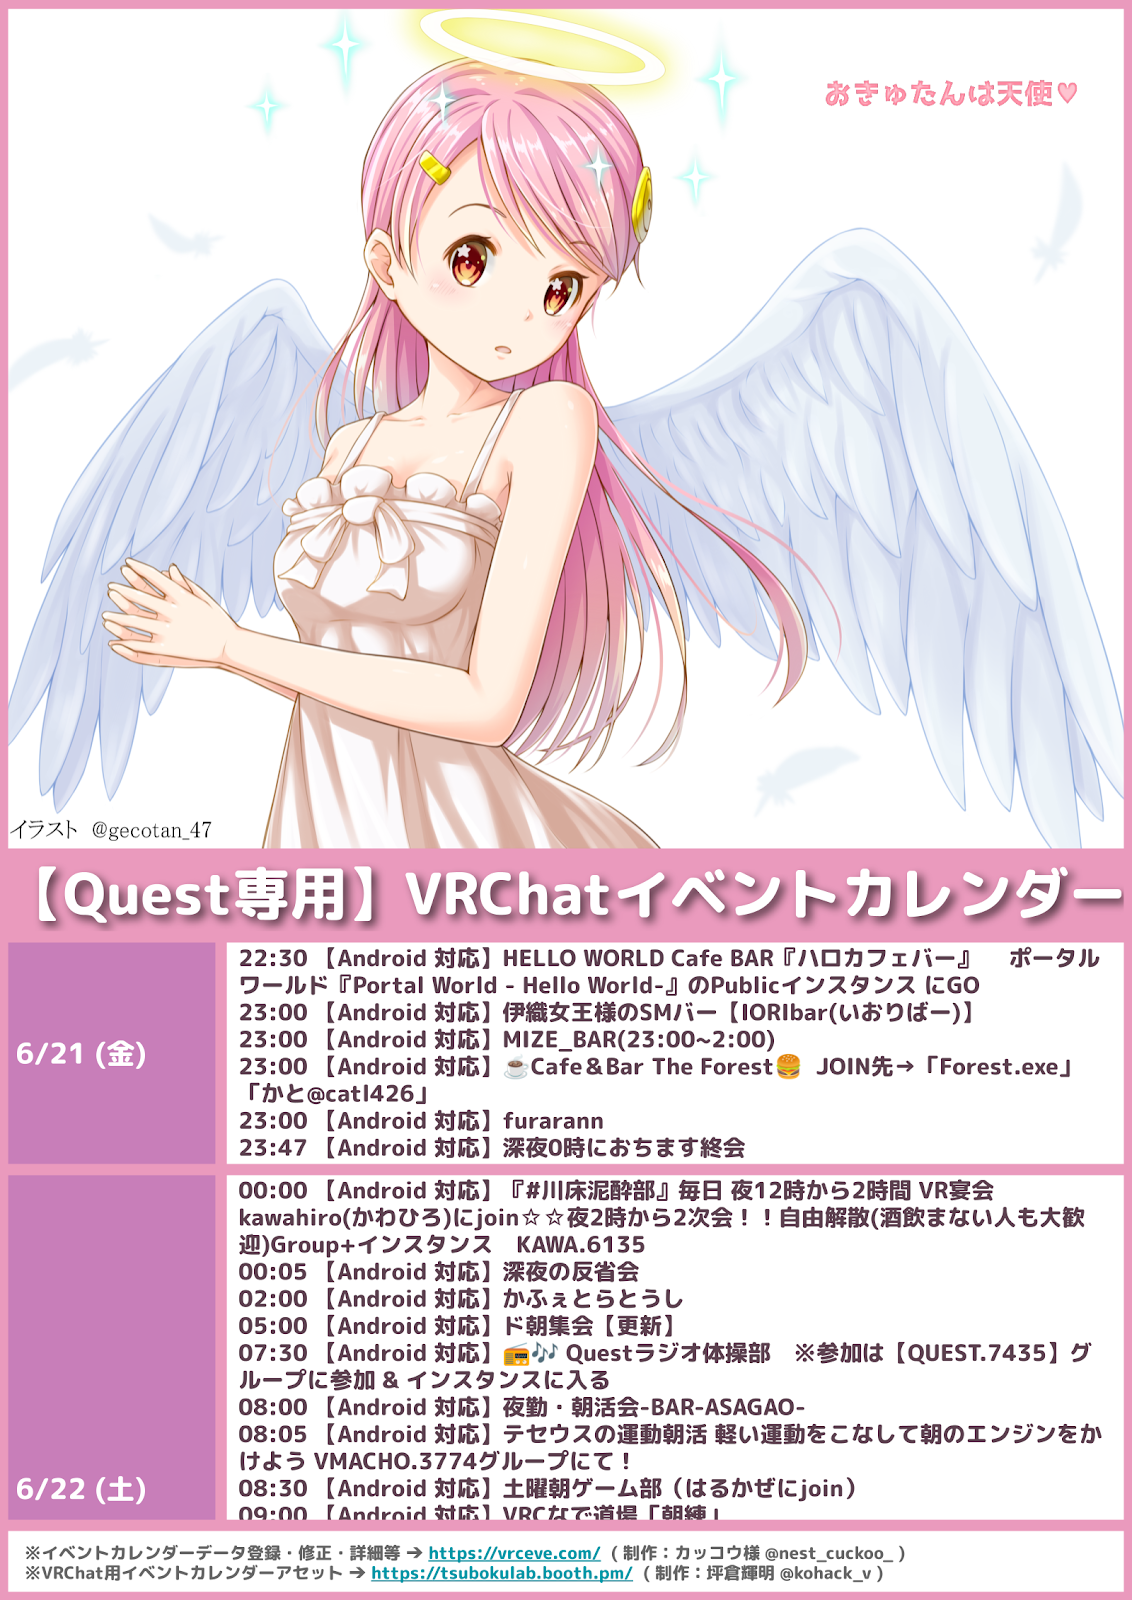 おきゅたんは天使♥
イラスト @gecotan_47
【Quest専用】VRChatイベントカレンダー
6/21 (金)
22:30 【Android 対応】HELLO WORLD Cafe BAR『ハロカフェバー』　ポータル
ワールド『Portal World - Hello World-』のPublicインスタンス にGO
23:00 【Android 対応】伊織女王様のSMバー【IORIbar(いおりばー)】
23:00 【Android 対応】MIZE_BAR(23:00~2:00)
23:00 【Android 対応】☕Cafe＆Bar The Forest🍔 JOIN先→「Forest.exe」
「かと@catl426」
23:00 【Android 対応】furarann
23:47 【Android 対応】深夜0時におちます終会
6/22 (土)
00:00 【Android 対応】『#川床泥酔部』毎日 夜12時から2時間 VR宴会
kawahiro(かわひろ)にjoin☆☆夜2時から2次会！！自由解散(酒飲まない人も大歓
迎)Group+インスタンス　KAWA.6135
00:05 【Android 対応】深夜の反省会
02:00 【Android 対応】かふぇとらとうし
05:00 【Android 対応】ド朝集会【更新】
07:30 【Android 対応】📻🎶 Questラジオ体操部　※参加は【QUEST.7435】グ
ループに参加 & インスタンスに入る
08:00 【Android 対応】夜勤・朝活会-BAR-ASAGAO-
08:05 【Android 対応】テセウスの運動朝活 軽い運動をこなして朝のエンジンをか
けよう VMACHO.3774グループにて！
08:30 【Android 対応】土曜朝ゲーム部（はるかぜにjoin）
09:00 【Android 対応】VRCなで道場「朝練」
※イベントカレンダーデータ登録・修正・詳細等 → https://vrceve.com/ ( 制作：カッコウ様 @nest_cuckoo_ )
※VRChat用イベントカレンダーアセット → https://tsubokulab.booth.pm/ ( 制作：坪倉輝明 @kohack_v )